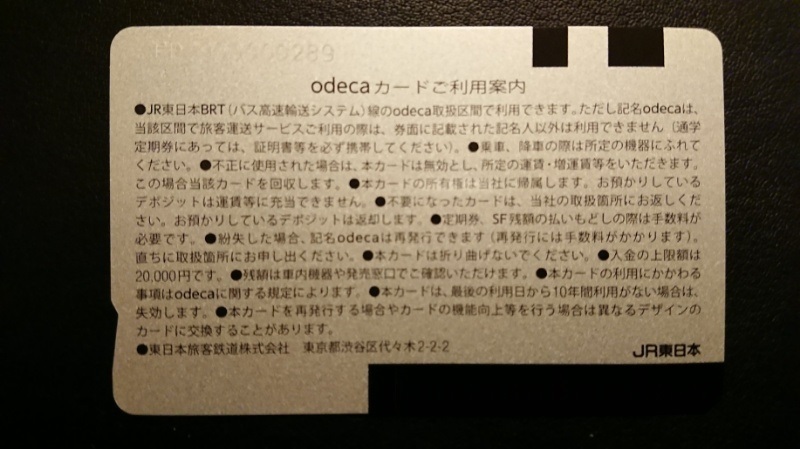 odecaカードご利用案内
●JR東日本BRT（バス高速輸送システム）線のodeca取扱区間で利用できます。ただし記名odecaは、
当該区間で旅客運送サービスご利用の際は、券面に記載された記名人以外は利用できません（通学
定期券にあっては、証明書等を必ず携帯してください）。●乗車、降車の際は所定の機器にふれて
ください。●不正に使用された場合は、本カードは無効とし、所定の運賃・増運賃等をいただきます。
この場合当該カードを回収します。●本カードの所有権は当社に帰属します。お預かりしている
デポジットは運賃等に充当できません。●不要になったカードは、当社の取扱箇所にお返しくだ
さい。お預かりしているデポジットは返却します。●定期券、SF残額の払いもどしの際は手数料が
必要です。●紛失した場合、記名odecaは再発行できます（再発行には手数料がかかります）。
直ちに取扱箇所にお申し出ください。●本カードは折り曲げないでください。●入金の上限額は
20,000円です。●残額は車内機器や発売窓口でご確認いただけます。●本カードの利用にかかわる
事項はodecaに関する規定によります。●本カードは、最後の利用日から10年間利用がない場合は、
失効します。●本カードを再発行する場合やカードの機能向上等を行う場合は異なるデザインの
カードに交換することがあります。
●東日本旅客鉄道株式会社　東京都渋谷区代々木2-2-2
JR東日本